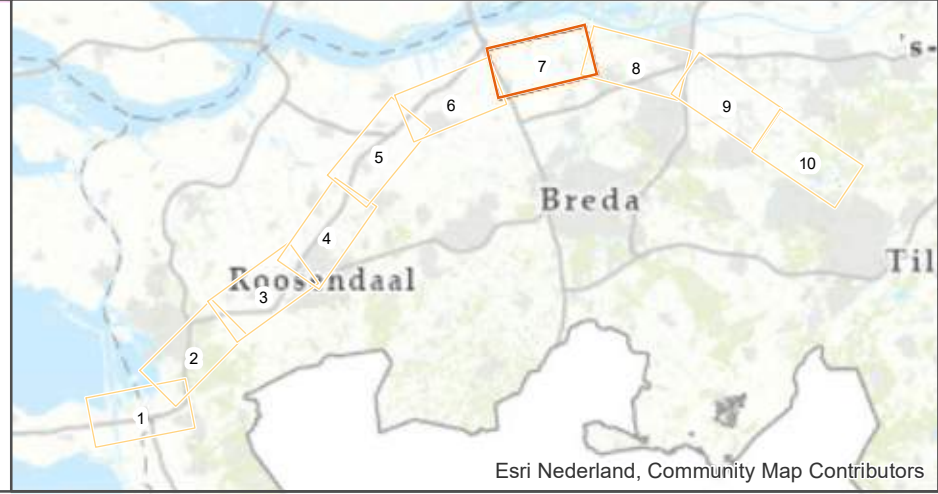 's-
7
8
6
9
5
10
Breda
4
Til
Roosendaal
3
2
1
Esri Nederland, Community Map Contributors